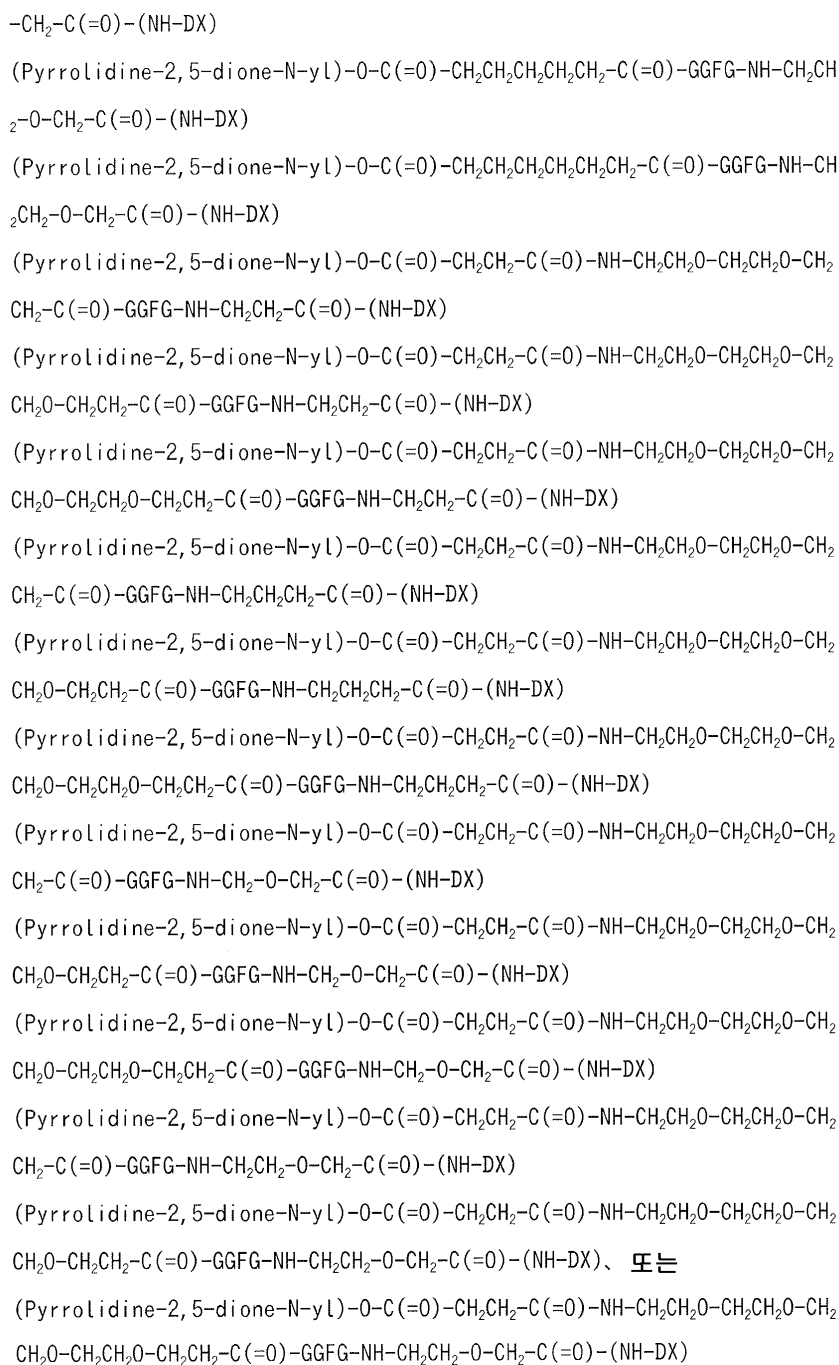 -CH₂-C(=O)-(NH-DX)
(Pyrrolidine-2,5-dione-N-yl)-O-C(=O)-CH₂CH₂CH₂CH₂CH₂-C(=O)-GGFG-NH-CH₂CH
₂-O-CH₂-C(=O)-(NH-DX)
(Pyrrolidine-2,5-dione-N-yl)-O-C(=O)-CH₂CH₂CH₂CH₂CH₂CH₂-C(=O)-GGFG-NH-CH
₂CH₂-O-CH₂-C(=O)-(NH-DX)
(Pyrrolidine-2,5-dione-N-yl)-O-C(=O)-CH₂CH₂-C(=O)-NH-CH₂CH₂O-CH₂CH₂O-CH₂
CH₂-C(=O)-GGFG-NH-CH₂CH₂-C(=O)-(NH-DX)
(Pyrrolidine-2,5-dione-N-yl)-O-C(=O)-CH₂CH₂-C(=O)-NH-CH₂CH₂O-CH₂CH₂O-CH₂
CH₂O-CH₂CH₂-C(=O)-GGFG-NH-CH₂CH₂-C(=O)-(NH-DX)
(Pyrrolidine-2,5-dione-N-yl)-O-C(=O)-CH₂CH₂-C(=O)-NH-CH₂CH₂O-CH₂CH₂O-CH₂
CH₂O-CH₂CH₂O-CH₂CH₂-C(=O)-GGFG-NH-CH₂CH₂-C(=O)-(NH-DX)
(Pyrrolidine-2,5-dione-N-yl)-O-C(=O)-CH₂CH₂-C(=O)-NH-CH₂CH₂O-CH₂CH₂O-CH₂
CH₂-C(=O)-GGFG-NH-CH₂CH₂CH₂-C(=O)-(NH-DX)
(Pyrrolidine-2,5-dione-N-yl)-O-C(=O)-CH₂CH₂-C(=O)-NH-CH₂CH₂O-CH₂CH₂O-CH₂
CH₂O-CH₂CH₂-C(=O)-GGFG-NH-CH₂CH₂CH₂-C(=O)-(NH-DX)
(Pyrrolidine-2,5-dione-N-yl)-O-C(=O)-CH₂CH₂-C(=O)-NH-CH₂CH₂O-CH₂CH₂O-CH₂
CH₂O-CH₂CH₂O-CH₂CH₂-C(=O)-GGFG-NH-CH₂CH₂CH₂-C(=O)-(NH-DX)
(Pyrrolidine-2,5-dione-N-yl)-O-C(=O)-CH₂CH₂-C(=O)-NH-CH₂CH₂O-CH₂CH₂O-CH₂
CH₂-C(=O)-GGFG-NH-CH₂-O-CH₂-C(=O)-(NH-DX)
(Pyrrolidine-2,5-dione-N-yl)-O-C(=O)-CH₂CH₂-C(=O)-NH-CH₂CH₂O-CH₂CH₂O-CH₂
CH₂O-CH₂CH₂-C(=O)-GGFG-NH-CH₂-O-CH₂-C(=O)-(NH-DX)
(Pyrrolidine-2,5-dione-N-yl)-O-C(=O)-CH₂CH₂-C(=O)-NH-CH₂CH₂O-CH₂CH₂O-CH₂
CH₂O-CH₂CH₂O-CH₂CH₂-C(=O)-GGFG-NH-CH₂-O-CH₂-C(=O)-(NH-DX)
(Pyrrolidine-2,5-dione-N-yl)-O-C(=O)-CH₂CH₂-C(=O)-NH-CH₂CH₂O-CH₂CH₂O-CH₂
CH₂-C(=O)-GGFG-NH-CH₂CH₂-O-CH₂-C(=O)-(NH-DX)
(Pyrrolidine-2,5-dione-N-yl)-O-C(=O)-CH₂CH₂-C(=O)-NH-CH₂CH₂O-CH₂CH₂O-CH₂
CH₂O-CH₂CH₂-C(=O)-GGFG-NH-CH₂CH₂-O-CH₂-C(=O)-(NH-DX)、 또는
(Pyrrolidine-2,5-dione-N-yl)-O-C(=O)-CH₂CH₂-C(=O)-NH-CH₂CH₂O-CH₂CH₂O-CH₂
CH₂O-CH₂CH₂O-CH₂CH₂-C(=O)-GGFG-NH-CH₂CH₂-O-CH₂-C(=O)-(NH-DX)